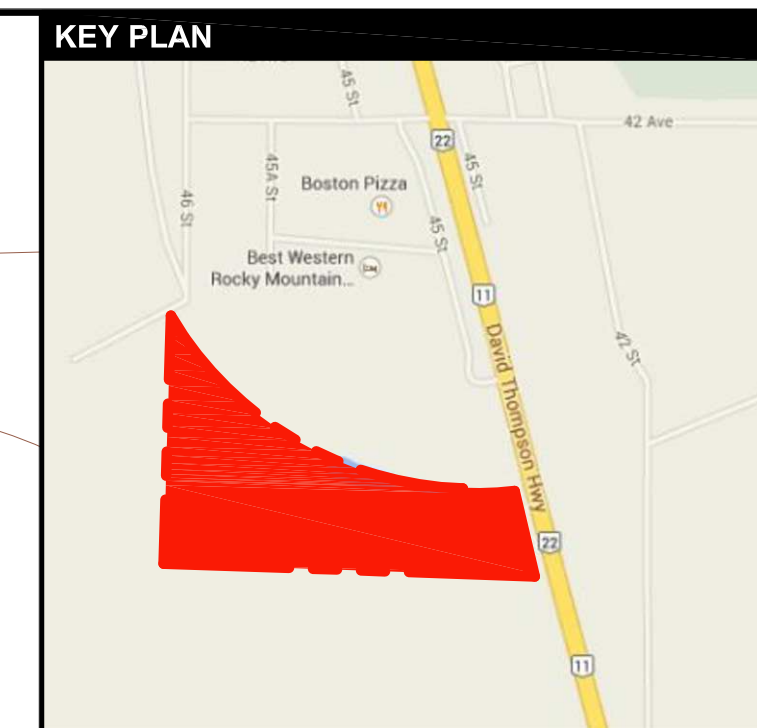 KEY PLAN
45 St
42 Ave
22
45 St
45A St
Boston Pizza
46 St
45 St
Best Western
Rocky Mountain...
11
David Thompson Hwy
42 St
22
11